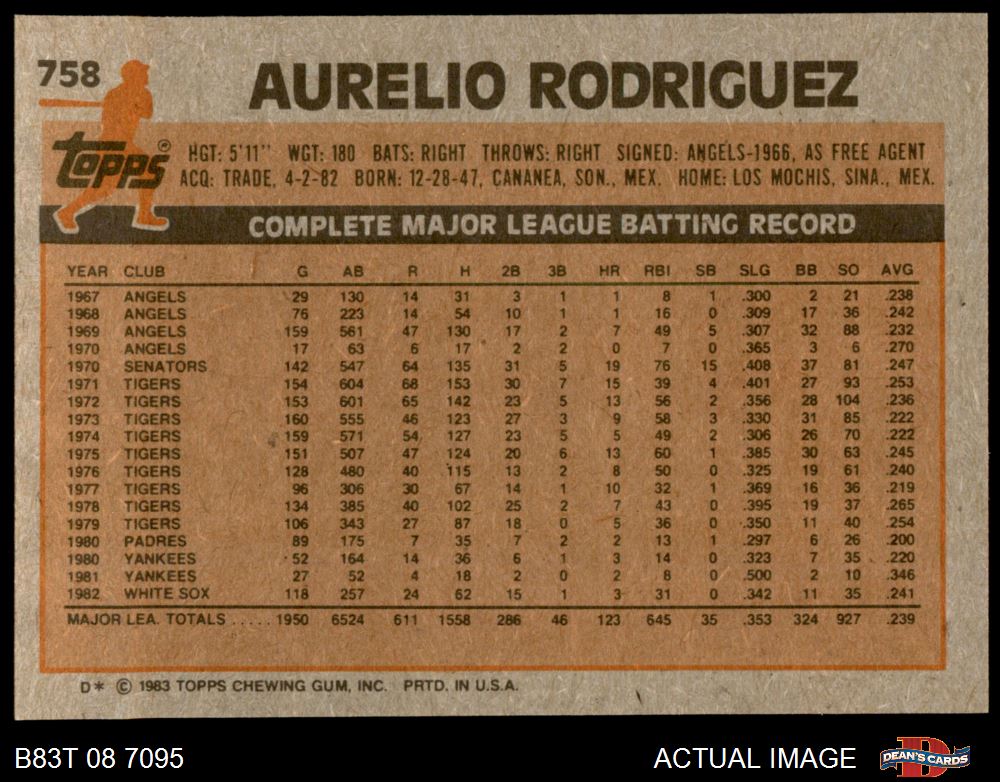 758
AURELIO RODRIGUEZ
topps®
HGT: 5'11" WGT: 180 BATS: RIGHT THROWS: RIGHT SIGNED: ANGELS-1966, AS FREE AGENT
ACQ: TRADE, 4-2-82 BORN: 12-28-47, CANANEA, SON., MEX. HOME: LOS MOCHIS, SINA., MEX.
COMPLETE MAJOR LEAGUE BATTING RECORD
YEAR CLUB G AB R H 2B 3B HR RBI SB SLG BB SO AVG
1967 ANGELS 29 130 14 31 3 1 1 8 1 .300 2 21 .238
1968 ANGELS 76 223 14 54 10 1 1 16 0 .309 17 36 .242
1969 ANGELS 159 561 47 130 17 2 7 49 5 .307 32 88 .232
1970 ANGELS 17 63 6 17 2 2 0 7 0 .365 3 6 .270
1970 SENATORS 142 547 64 135 31 5 19 76 15 .408 37 81 .247
1971 TIGERS 154 604 68 153 30 7 15 39 4 .401 27 93 .253
1972 TIGERS 153 601 65 142 23 5 13 56 2 .356 28 104 .236
1973 TIGERS 160 555 46 123 27 3 9 58 3 .330 31 85 .222
1974 TIGERS 159 571 54 127 23 5 5 49 2 .306 26 70 .222
1975 TIGERS 151 507 47 124 20 6 13 60 1 .385 30 63 .245
1976 TIGERS 128 480 40 115 13 2 8 50 0 .325 19 61 .240
1977 TIGERS 96 306 30 67 14 1 10 32 1 .369 16 36 .219
1978 TIGERS 134 385 40 102 25 2 7 43 0 .395 19 37 .265
1979 TIGERS 106 343 27 87 18 0 5 36 0 .350 11 40 .254
1980 PADRES 89 175 7 35 7 2 2 13 1 .297 6 26 .200
1980 YANKEES 52 164 14 36 6 1 3 14 0 .323 7 35 .220
1981 YANKEES 27 52 4 18 2 0 2 8 0 .500 2 10 .346
1982 WHITE SOX 118 257 24 62 15 1 3 31 0 .342 11 35 .241
MAJOR LEA. TOTALS ..... 1950 6524 611 1558 286 46 123 645 35 .353 324 927 .239
D* © 1983 TOPPS CHEWING GUM, INC. PRTD. IN U.S.A.
B83T 08 7095 ACTUAL IMAGE DEAN'S CARDS